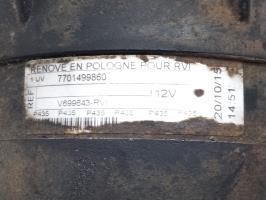 RENOVE EN POLOGNE POUR RVI
1 UV 7701499860
REF
12V
V699843-RVI
P435 P435 P435 P435 P435 P435
20/10/15
14:51